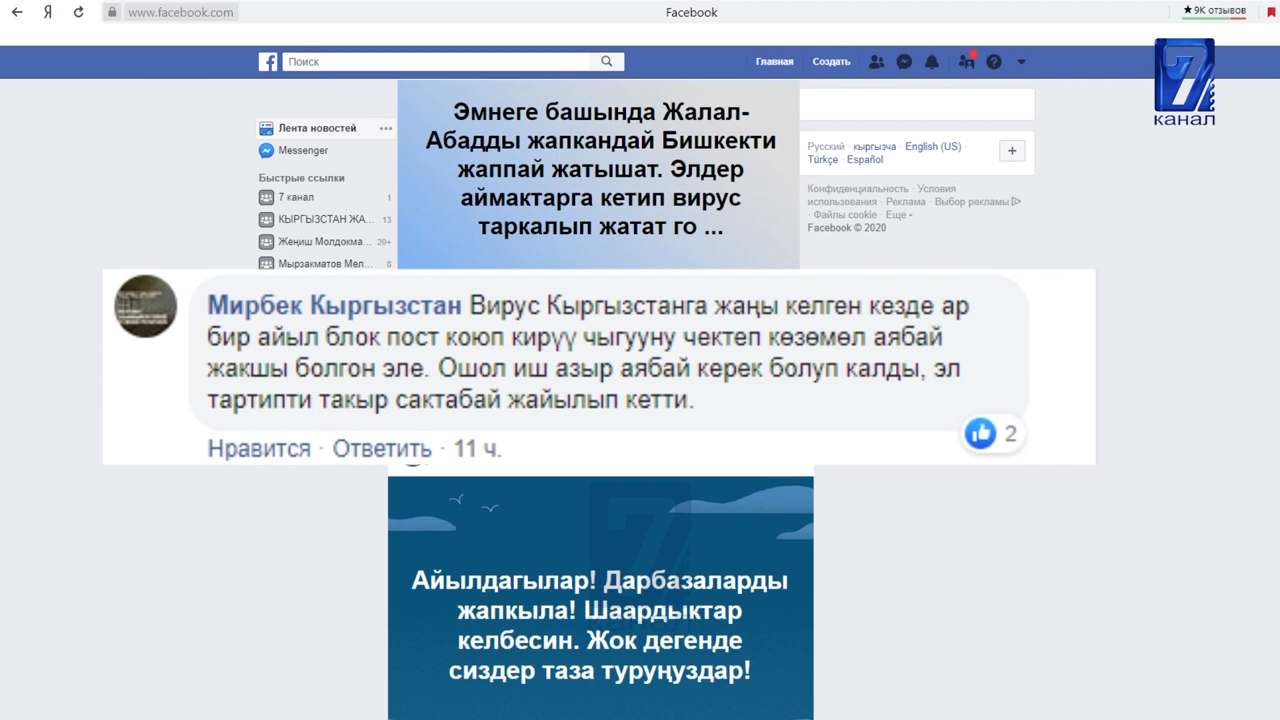 Я
www.facebook.com
Facebook
★9K отзывов
Поиск
Главная
Создать
7
канал
Лента новостей
Messenger
Быстрые ссылки
7 канал 1
КЫРГЫЗСТАН ЖА... 13
Жеңиш Молдокма... 20+
Мырзакматов Мел... 8
Эмнеге башында Жалал-
Абадды жапкандай Бишкекти
жаппай жатышат. Элдер
аймактарга кетип вирус
таркалып жатат го ...
Русский · кыргызча · English (US) ·
Türkçe · Español
Конфиденциальность · Условия
использования · Реклама · Выбор рекламы
· Файлы cookie · Еще
Facebook © 2020
Мирбек Кыргызстан Вирус Кыргызстанга жаңы келген кезде ар
бир айыл блок пост коюп кирүү чыгууну чектеп көзөмөл аябай
жакшы болгон эле. Ошол иш азыр аябай керек болуп калды, эл
тартипти такыр сактабай жайылып кетти.
Нравится · Ответить · 11 ч.
2
Айылдагылар! Дарбазаларды
жапкыла! Шаардыктар
келбесин. Жок дегенде
сиздер таза туруңуздар!